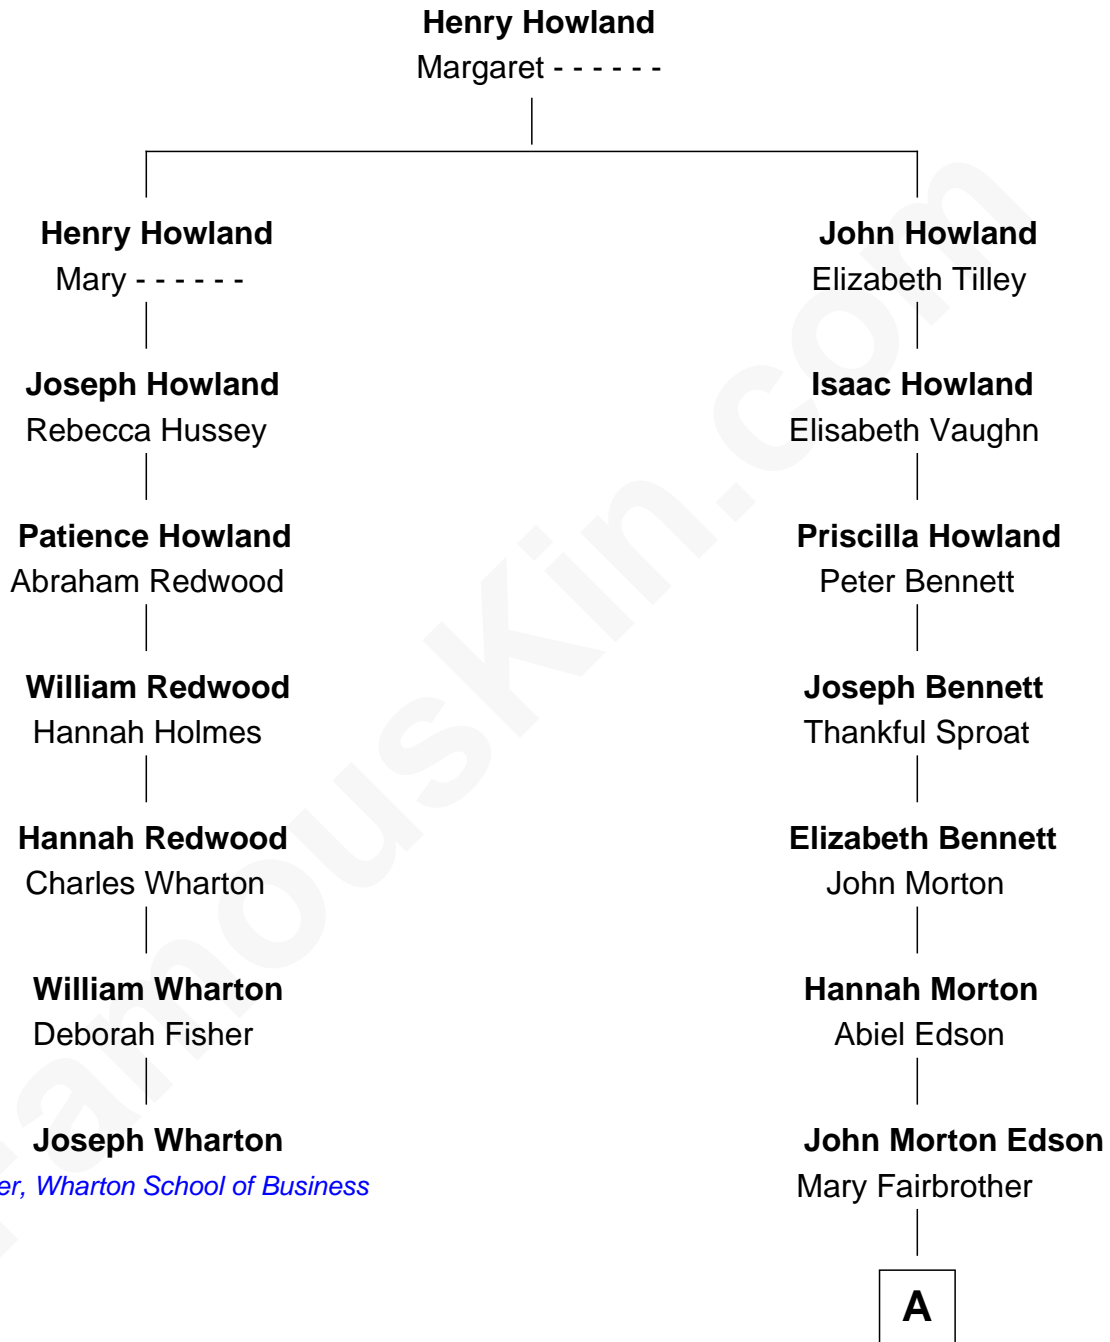 Henry Howland
Margaret - - - - - -
Henry Howland
Mary - - - - - -
John Howland
Elizabeth Tilley
Joseph Howland
Rebecca Hussey
Isaac Howland
Elisabeth Vaughn
Patience Howland
Abraham Redwood
Priscilla Howland
Peter Bennett
William Redwood
Hannah Holmes
Joseph Bennett
Thankful Sproat
Hannah Redwood
Charles Wharton
Elizabeth Bennett
John Morton
William Wharton
Deborah Fisher
Hannah Morton
Abiel Edson
Joseph Wharton
er, Wharton School of Business
John Morton Edson
Mary Fairbrother
A
FamousKin.com